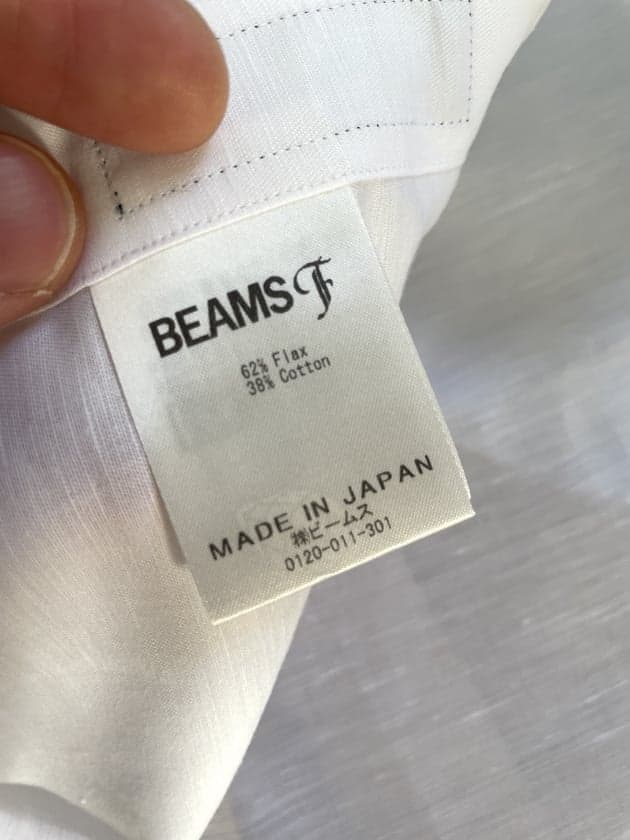 BEAMS F
62% Flax
38% Cotton
MADE IN JAPAN
㈱ビームス
0120-011-301